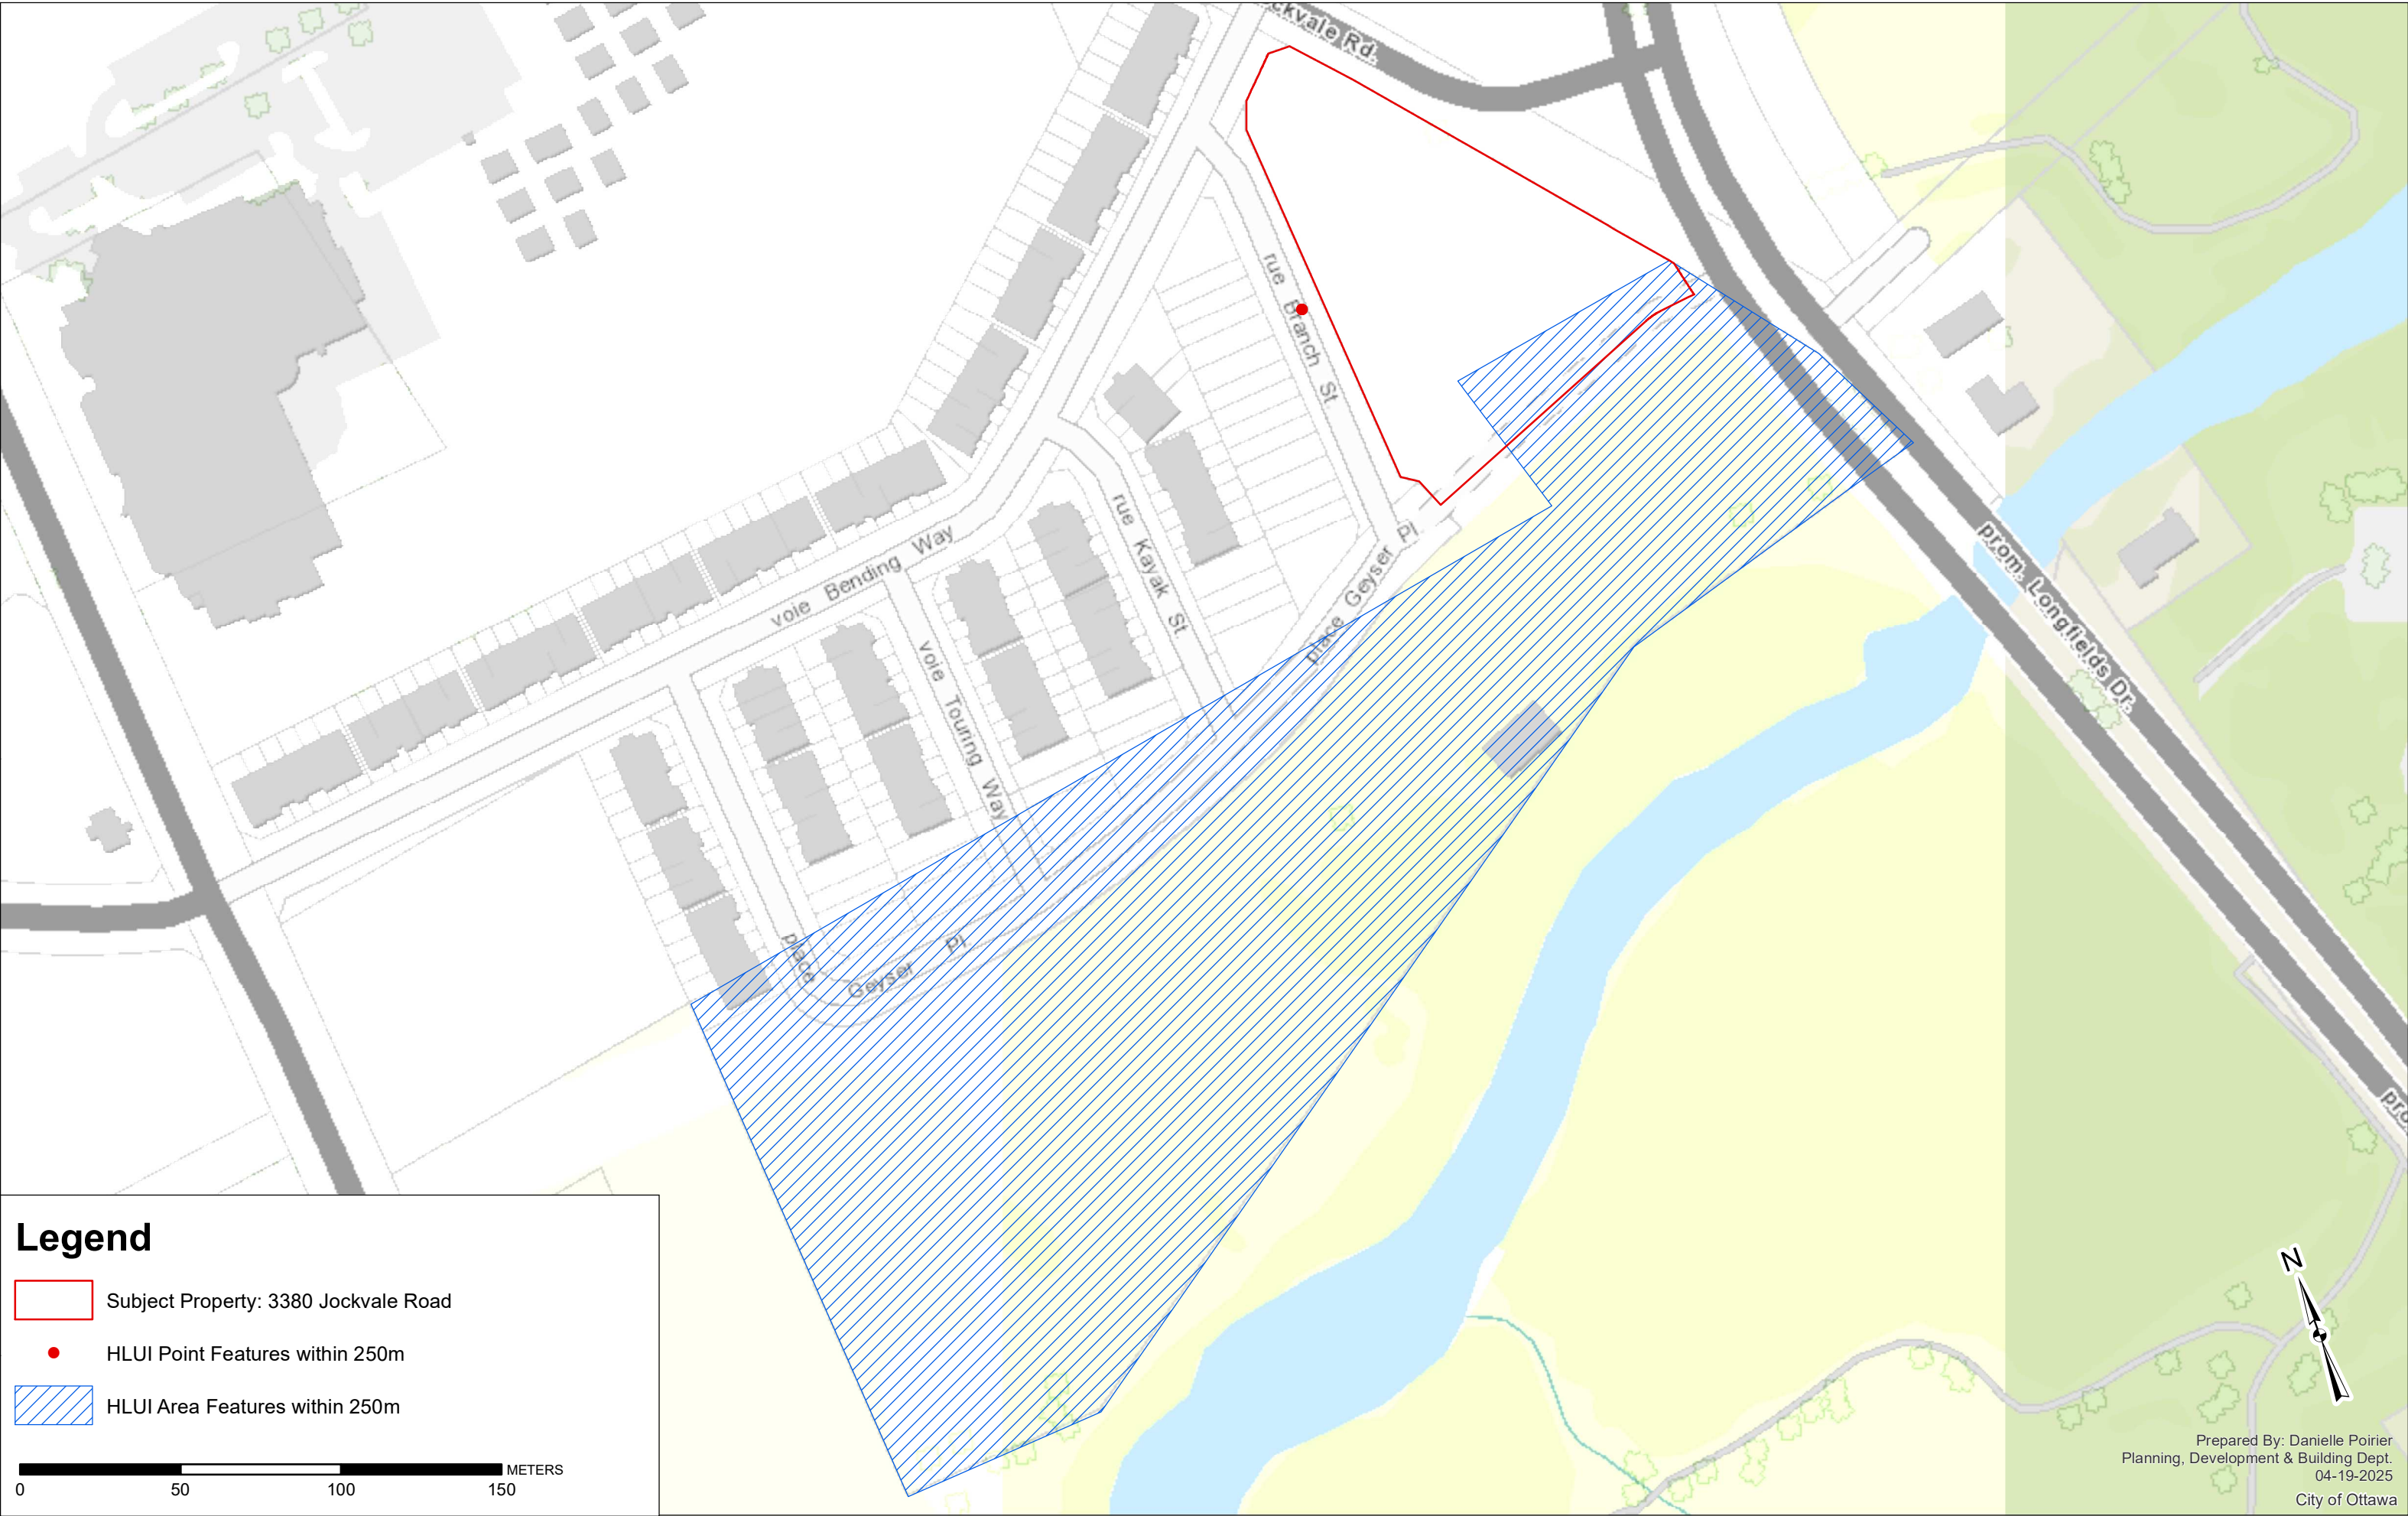 ckvale Rd.
rue Branch St
voie Bending Way
rue Kayak St
voie Touring Way
place Geyser Pl
place Geyser Pl
prom. Longfields Dr.
pro
Legend
Subject Property: 3380 Jockvale Road
HLUI Point Features within 250m
HLUI Area Features within 250m
METERS
0 50 100 150
N
Prepared By: Danielle Poirier
Planning, Development & Building Dept.
04-19-2025
City of Ottawa